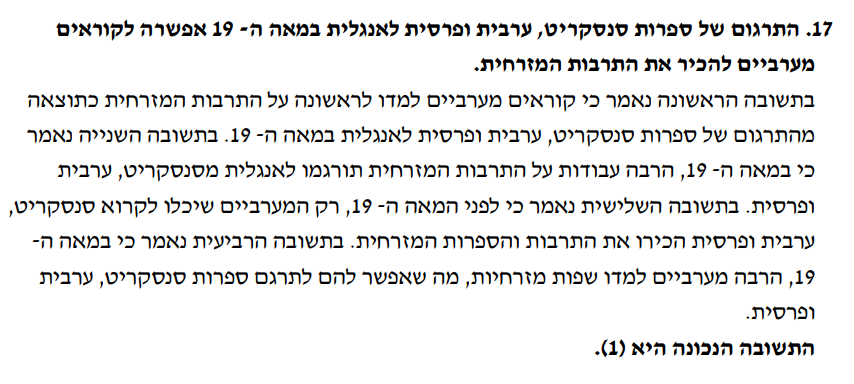 17. התרגום של ספרות סנסקריט, ערבית ופרסית לאנגלית במאה ה- 19 אפשרה לקוראים
מערביים להכיר את התרבות המזרחית.
בתשובה הראשונה נאמר כי קוראים מערביים למדו לראשונה על התרבות המזרחית כתוצאה
מהתרגום של ספרות סנסקריט, ערבית ופרסית לאנגלית במאה ה- 19. בתשובה השנייה נאמר
כי במאה ה- 19, הרבה עבודות על התרבות המזרחית תורגמו לאנגלית מסנסקריט, ערבית
ופרסית. בתשובה השלישית נאמר כי לפני המאה ה- 19, רק המערביים שיכלו לקרוא סנסקריט,
ערבית ופרסית הכירו את התרבות והספרות המזרחית. בתשובה הרביעית נאמר כי במאה ה-
19, הרבה מערביים למדו שפות מזרחיות, מה שאפשר להם לתרגם ספרות סנסקריט, ערבית
ופרסית.
התשובה הנכונה היא (1).